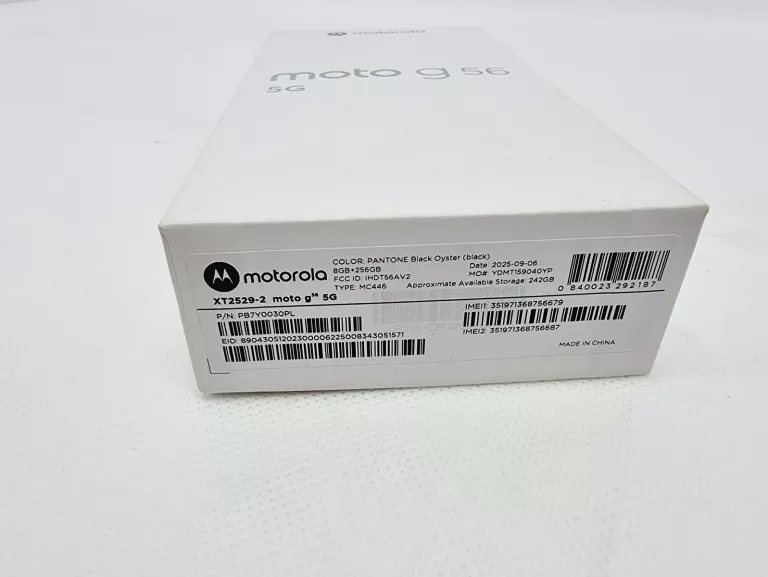 motorola
moto g 56
5G
motorola
COLOR: PANTONE Black Oyster (black)
8GB+256GB Date: 2025-09-06
FCC ID: IHDT56AV2 MO#: YDMT159040YP
TYPE: MC446 Approximate Available Storage: 242GB
0 840023 292187
XT2529-2 moto g⁵⁶ 5G
P/N: PB7Y0030PL
IMEI1: 351971368756679
EID: 89043051202300006225008343051571
IMEI2: 351971368756687
MADE IN CHINA